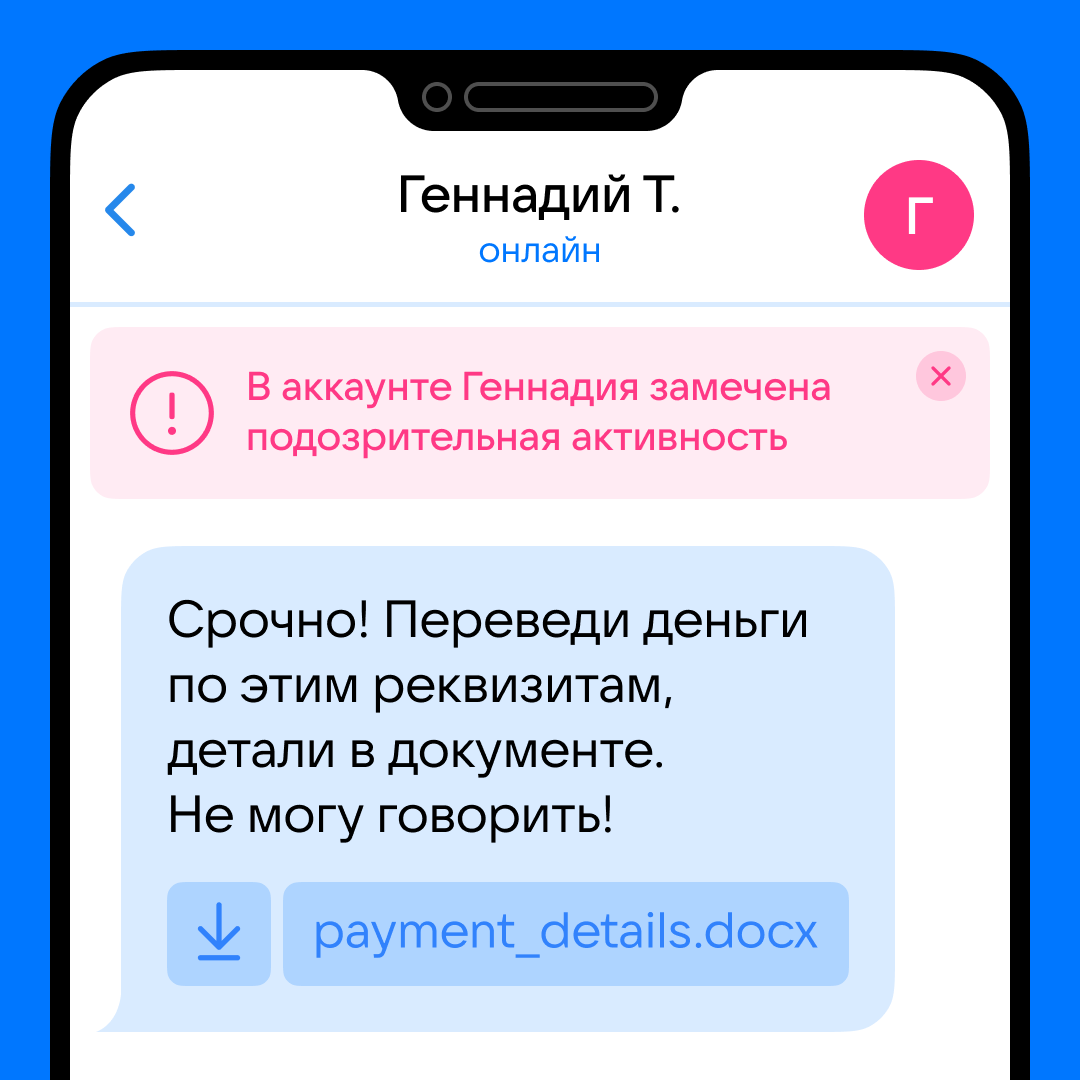 Геннадий Т.
онлайн
Г
В аккаунте Геннадия замечена
подозрительная активность
Срочно! Переведи деньги
по этим реквизитам,
детали в документе.
Не могу говорить!
payment_details.docx